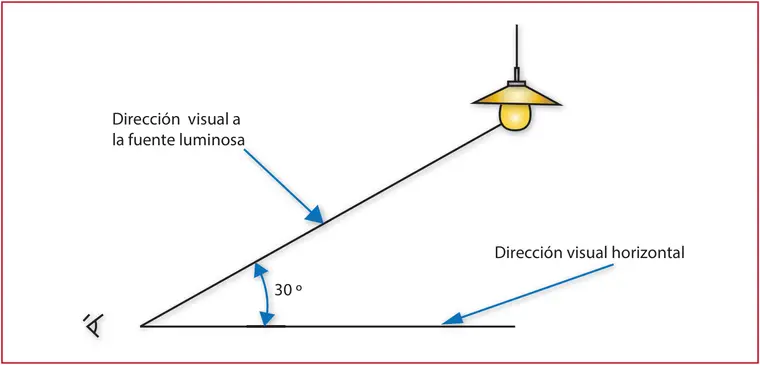 Dirección visual a
la fuente luminosa
Dirección visual horizontal
30 º